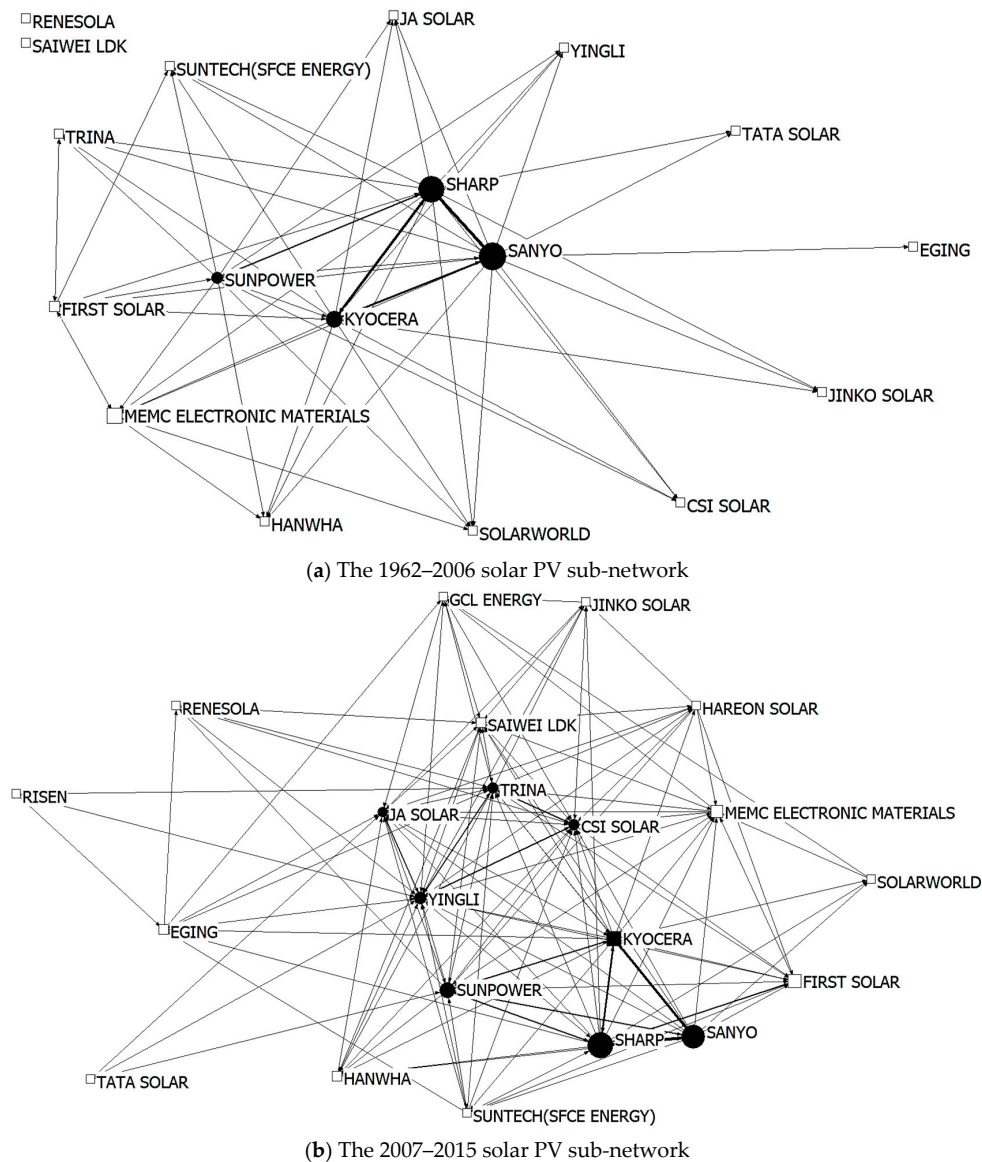 RENESOLA
SAIWEI LDK
JA SOLAR
YINGLI
SUNTECH(SFCE ENERGY)
TRINA
TATA SOLAR
SHARP
SANYO
EGING
SUNPOWER
FIRST SOLAR
KYOCERA
JINKO SOLAR
MEMC ELECTRONIC MATERIALS
CSI SOLAR
HANWHA
SOLARWORLD
(a) The 1962–2006 solar PV sub-network
GCL ENERGY
JINKO SOLAR
RENESOLA
HAREON SOLAR
SAIWEI LDK
TRINA
RISEN
JA SOLAR
CSI SOLAR
MEMC ELECTRONIC MATERIALS
SOLARWORLD
YINGLI
EGING
KYOCERA
SUNPOWER
FIRST SOLAR
SHARP
SANYO
TATA SOLAR
HANWHA
SUNTECH(SFCE ENERGY)
(b) The 2007–2015 solar PV sub-network